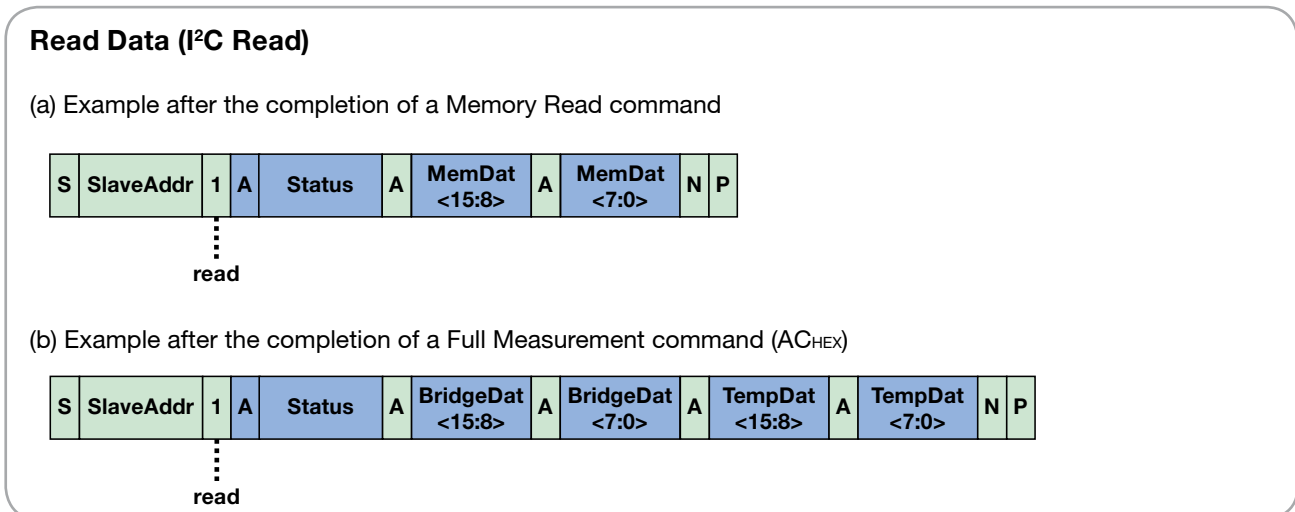 Read Data (I²C Read)
(a) Example after the completion of a Memory Read command
S SlaveAddr 1 A Status A MemDat <15:8> A MemDat <7:0> N P
read
(b) Example after the completion of a Full Measurement command (ACHEX)
S SlaveAddr 1 A Status A BridgeDat <15:8> A BridgeDat <7:0> A TempDat <15:8> A TempDat <7:0> N P
read